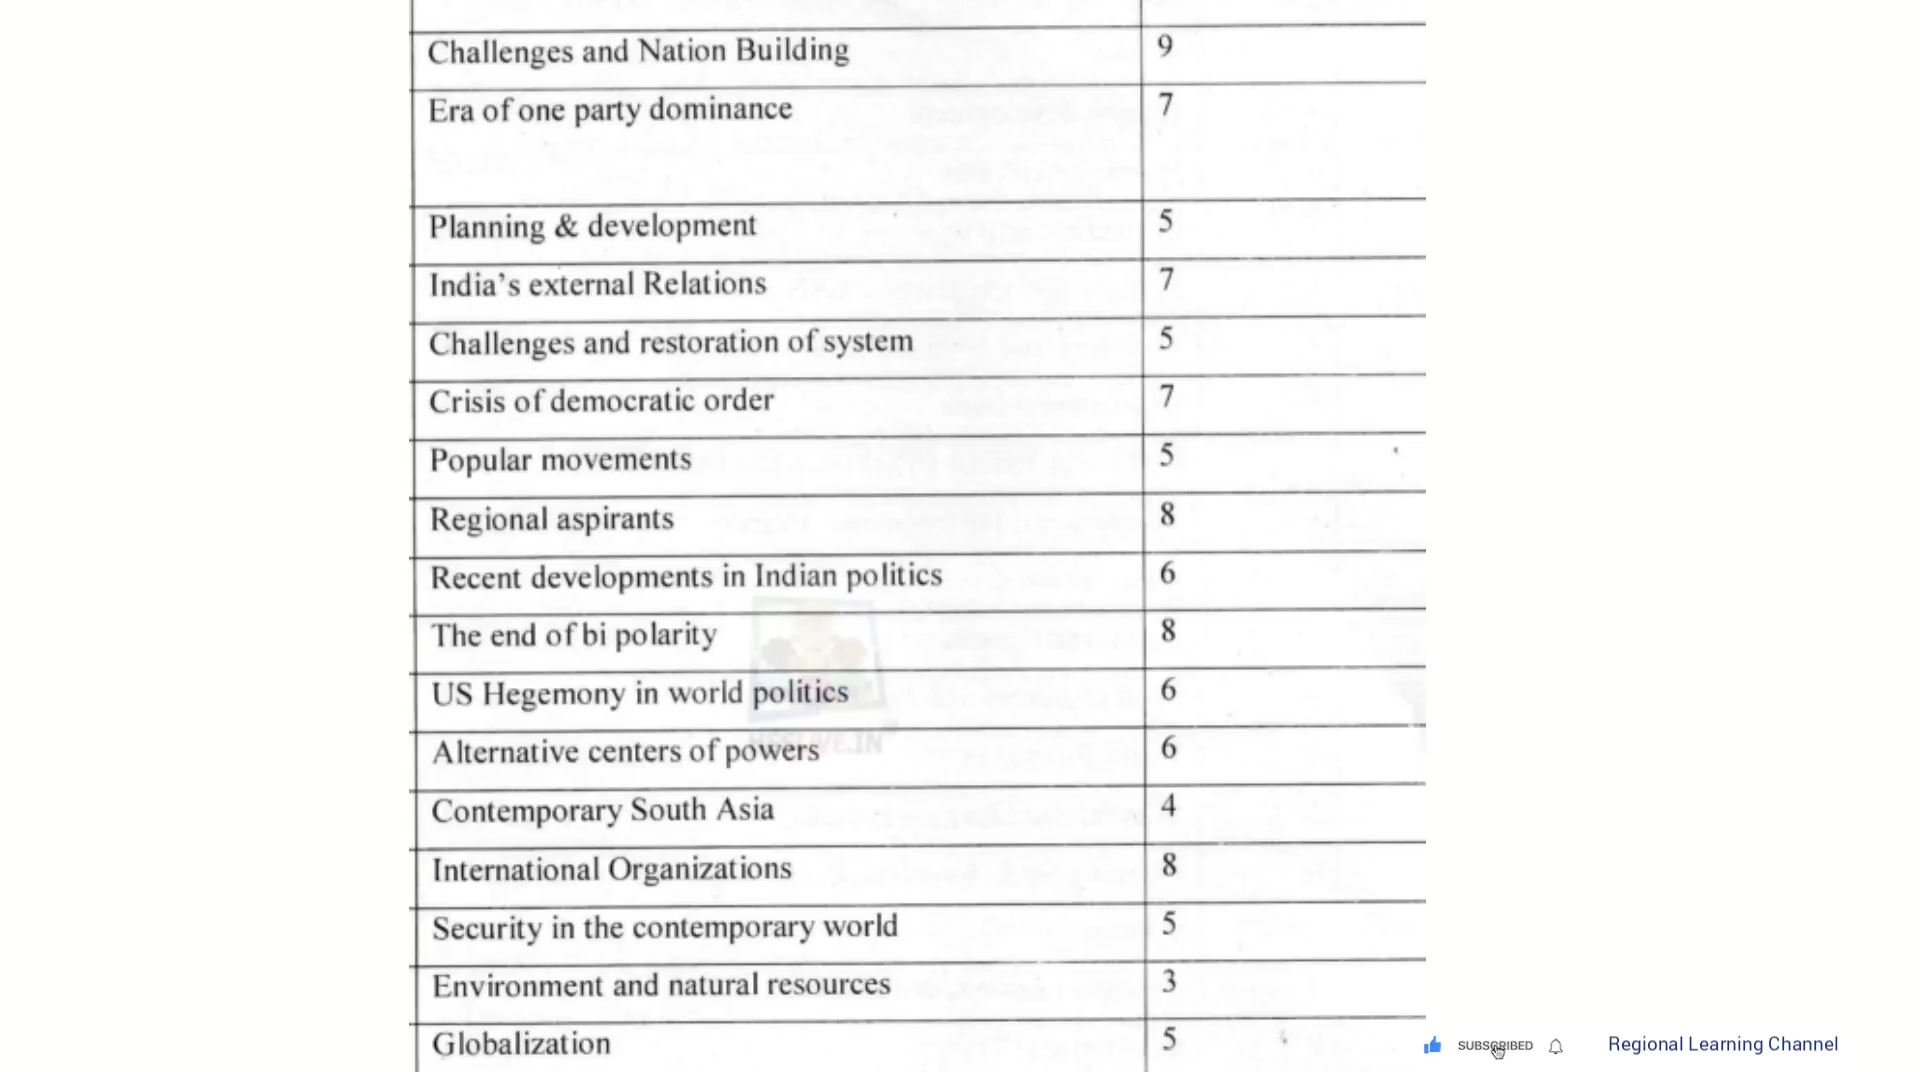 Challenges and Nation Building 9
Era of one party dominance 7
Planning & development 5
India's external Relations 7
Challenges and restoration of system 5
Crisis of democratic order 7
Popular movements 5
Regional aspirants 8
Recent developments in Indian politics 6
The end of bi polarity 8
US Hegemony in world politics 6
Alternative centers of powers 6
HSSLIVE.IN
Contemporary South Asia 4
International Organizations 8
Security in the contemporary world 5
Environment and natural resources 3
Globalization 5
SUBSCRIBED Regional Learning Channel